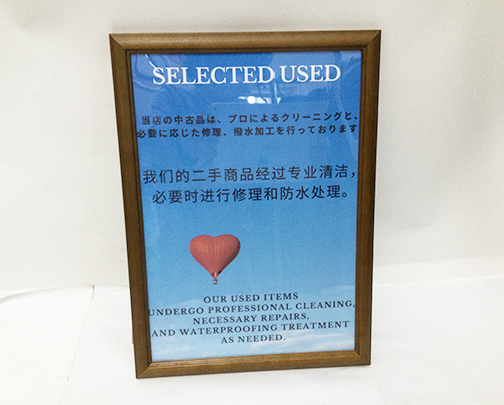 SELECTED USED
当店の中古品は、プロによるクリーニングと、
必要に応じた修理、撥水加工を行っております
我们的二手商品经过专业清洁，
必要时进行修理和防水处理。
OUR USED ITEMS
UNDERGO PROFESSIONAL CLEANING,
NECESSARY REPAIRS,
AND WATERPROOFING TREATMENT
AS NEEDED.